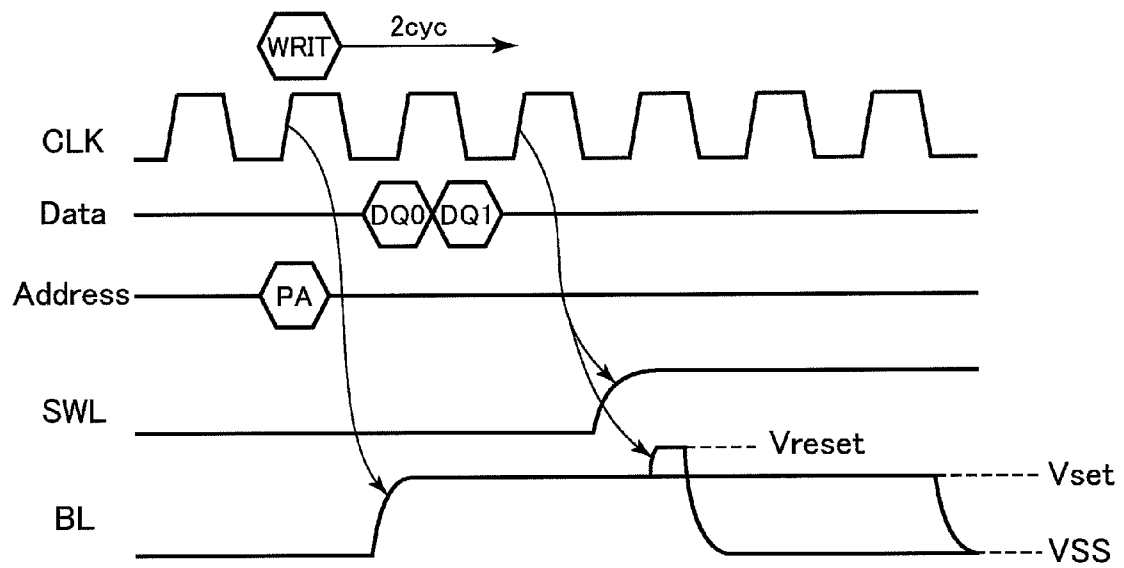 WRIT 2cyc
CLK
Data DQ0 DQ1
Address PA
SWL
Vreset
Vset
BL
VSS